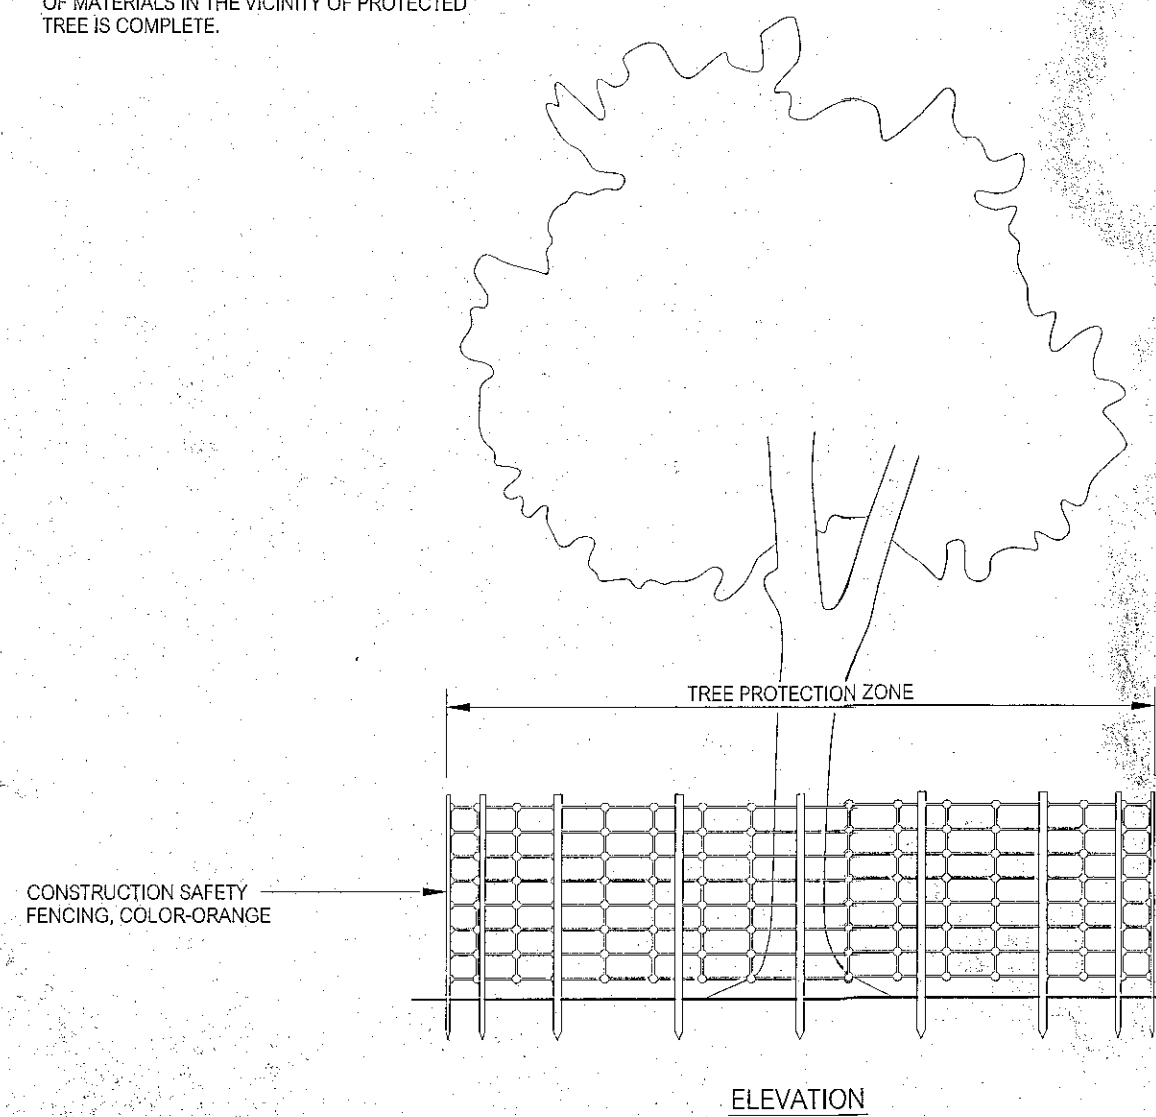 OF MATERIALS IN THE VICINITY OF PROTECTED
TREE IS COMPLETE.
TREE PROTECTION ZONE
CONSTRUCTION SAFETY
FENCING, COLOR-ORANGE
ELEVATION